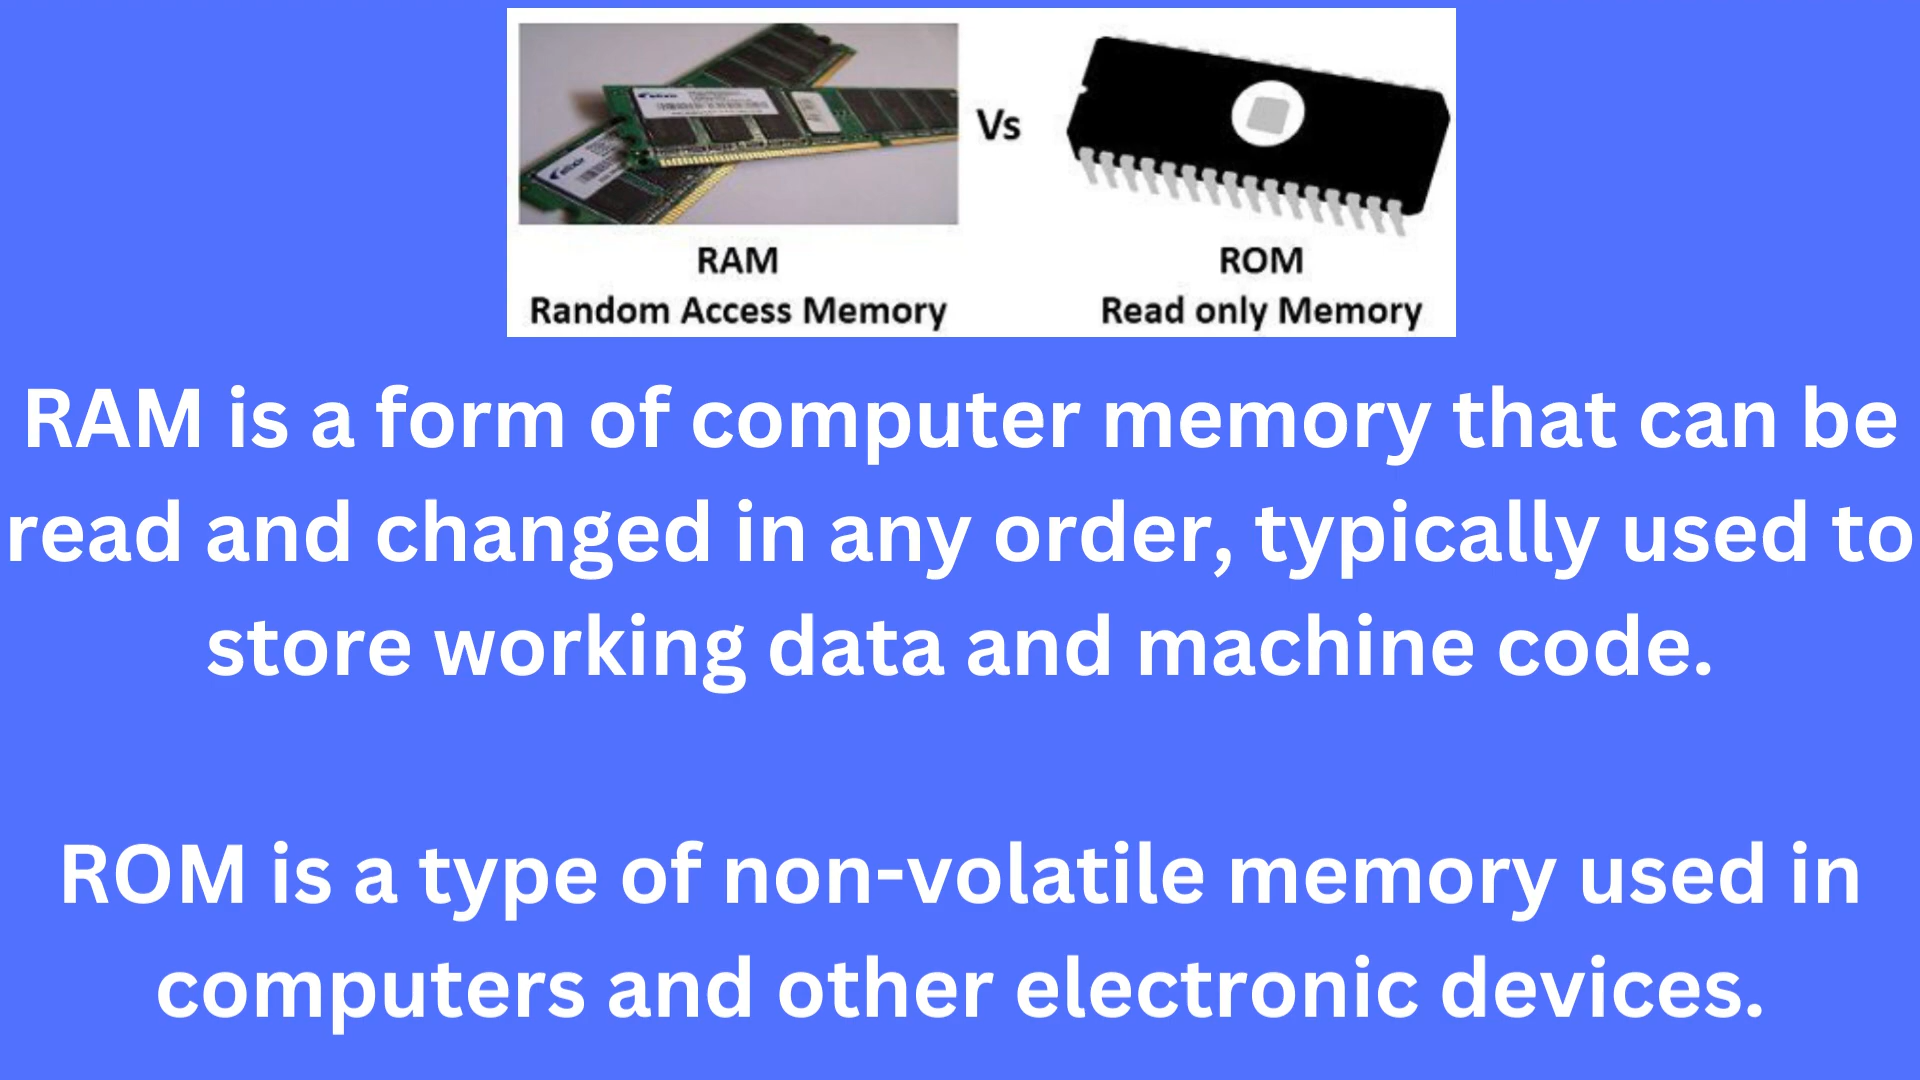 Vs
RAM
Random Access Memory
ROM
Read only Memory
RAM is a form of computer memory that can be
read and changed in any order, typically used to
store working data and machine code.
ROM is a type of non-volatile memory used in
computers and other electronic devices.